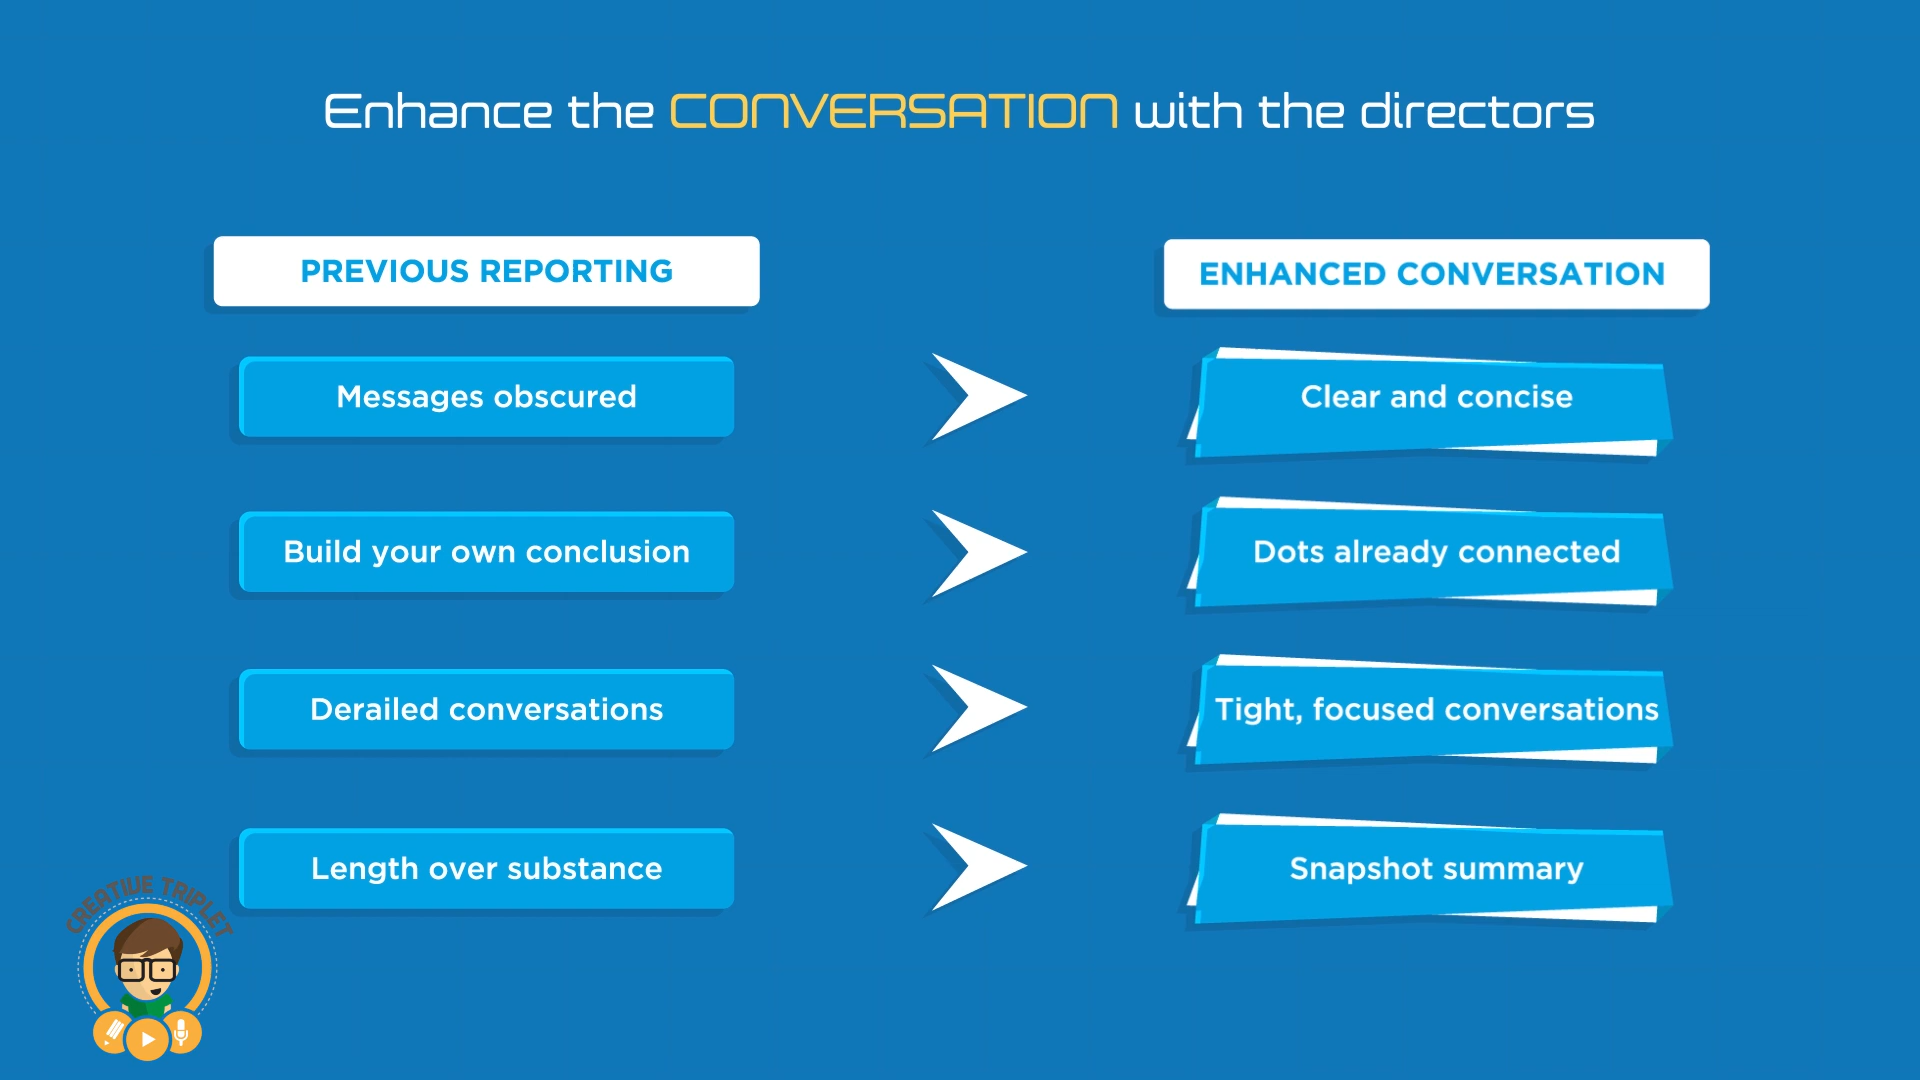 Enhance the CONVERSATION with the directors
PREVIOUS REPORTING
ENHANCED CONVERSATION
Messages obscured
Clear and concise
Build your own conclusion
Dots already connected
Derailed conversations
Tight, focused conversations
Length over substance
Snapshot summary
CREATIVE TRIPLET